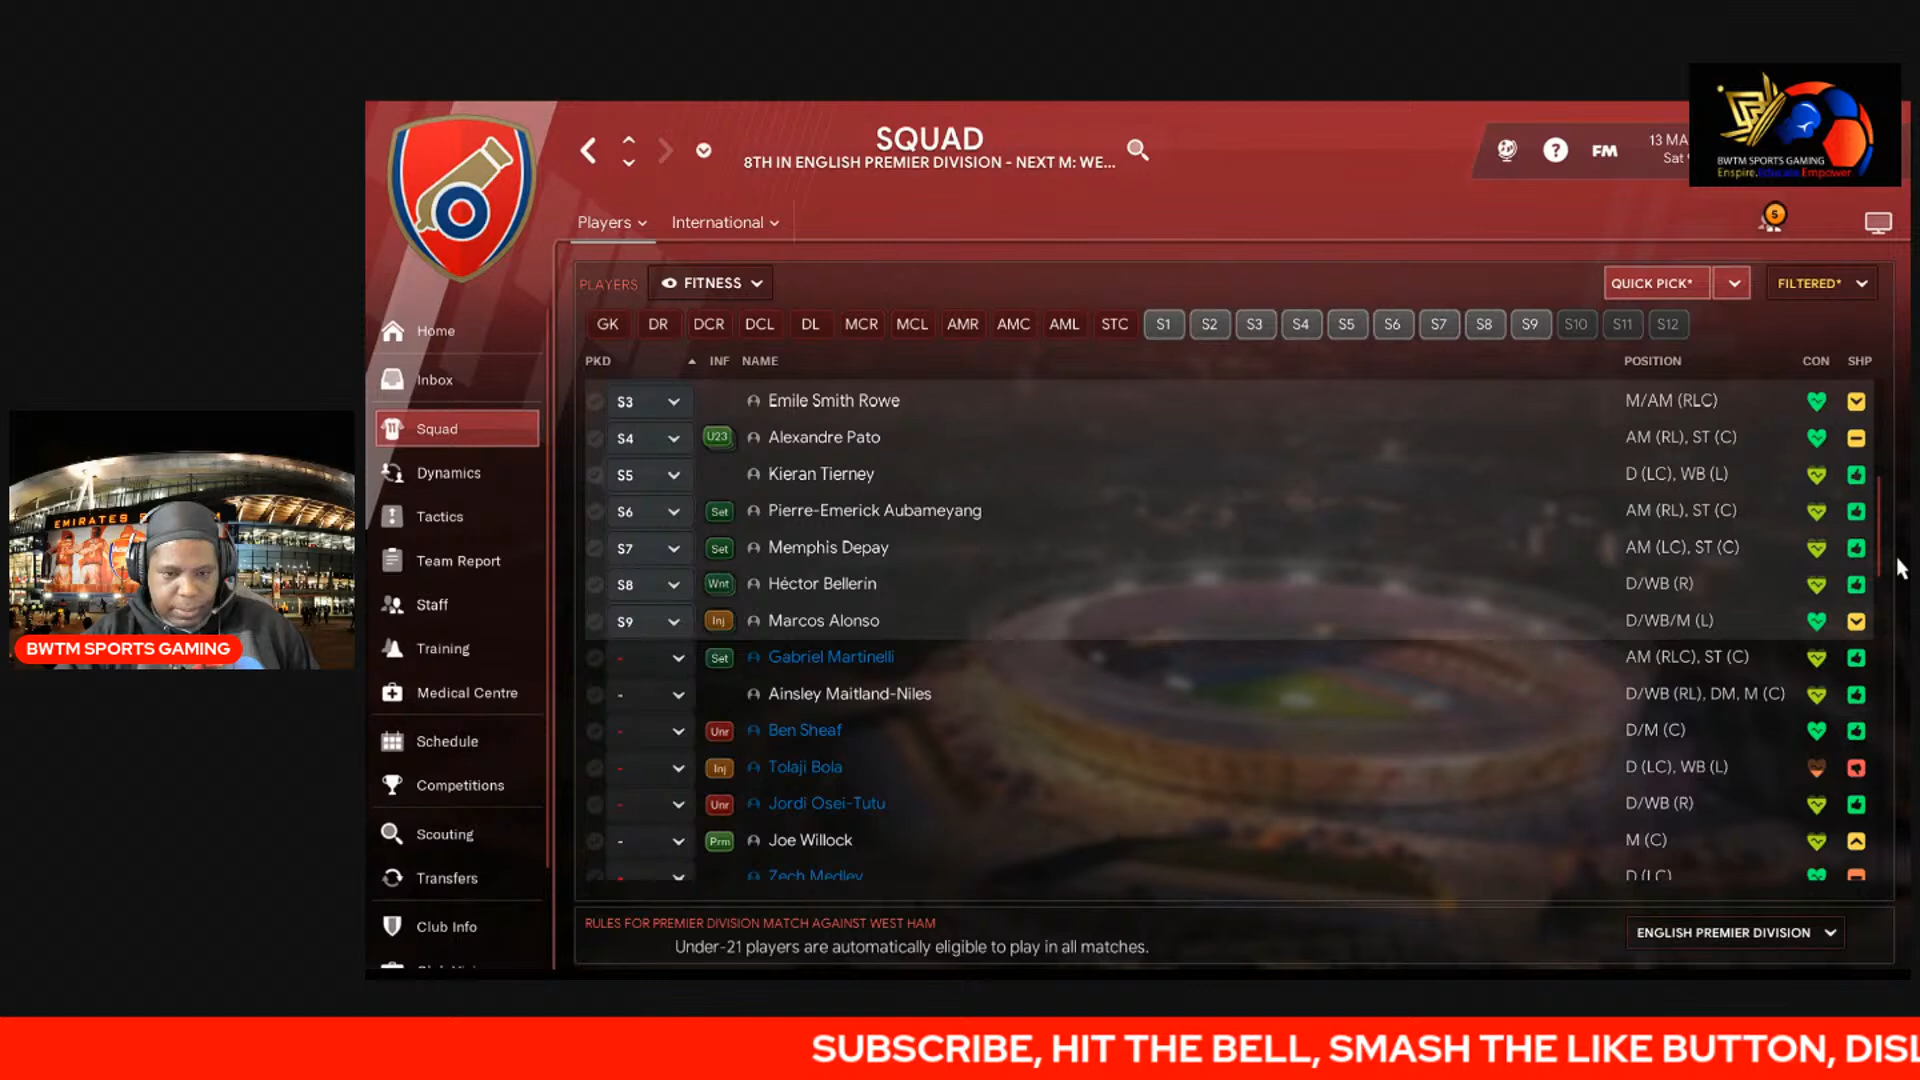 SQUAD
8TH IN ENGLISH PREMIER DIVISION - NEXT M: WE...
FM
13 MA
Sat
BWTM SPORTS GAMING
Enspire.Educate.Empower
5
Players
International
PLAYERS
FITNESS
QUICK PICK*
FILTERED*
GK DR DCR DCL DL MCR MCL AMR AMC AML STC S1 S2 S3 S4 S5 S6 S7 S8 S9 S10 S11 S12
PKD INF NAME POSITION CON SHP
S3 Emile Smith Rowe M/AM (RLC)
S4 U23 Alexandre Pato AM (RL), ST (C)
S5 Kieran Tierney D (LC), WB (L)
S6 Set Pierre-Emerick Aubameyang AM (RL), ST (C)
S7 Set Memphis Depay AM (LC), ST (C)
S8 Wnt Héctor Bellerín D/WB (R)
S9 Inj Marcos Alonso D/WB/M (L)
- Set Gabriel Martinelli AM (RLC), ST (C)
- Ainsley Maitland-Niles D/WB (RL), DM, M (C)
- Unr Ben Sheaf D/M (C)
- Inj Tolaji Bola D (LC), WB (L)
- Unr Jordi Osei-Tutu D/WB (R)
- Prm Joe Willock M (C)
- Zech Medley D (LC)
RULES FOR PREMIER DIVISION MATCH AGAINST WEST HAM
Under-21 players are automatically eligible to play in all matches.
ENGLISH PREMIER DIVISION
Home
Inbox
Squad
Dynamics
Tactics
Team Report
Staff
Training
Medical Centre
Schedule
Competitions
Scouting
Transfers
Club Info
EMIRATES
BWTM SPORTS GAMING
SUBSCRIBE, HIT THE BELL, SMASH THE LIKE BUTTON, DISL